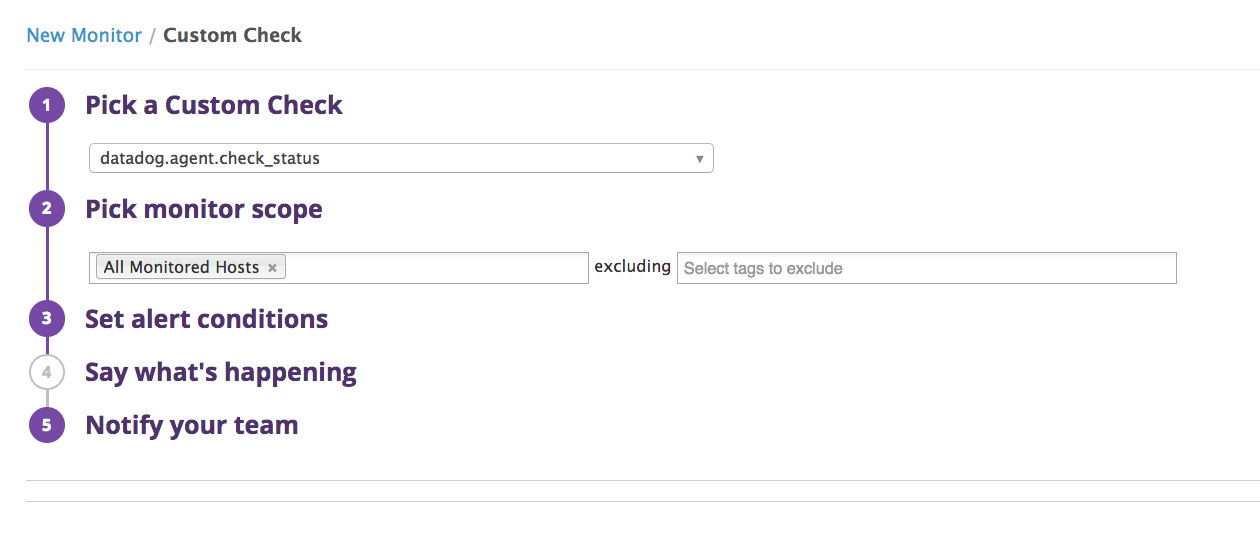 New Monitor / Custom Check
1 Pick a Custom Check
datadog.agent.check_status
2 Pick monitor scope
All Monitored Hosts × excluding Select tags to exclude
3 Set alert conditions
4 Say what's happening
5 Notify your team